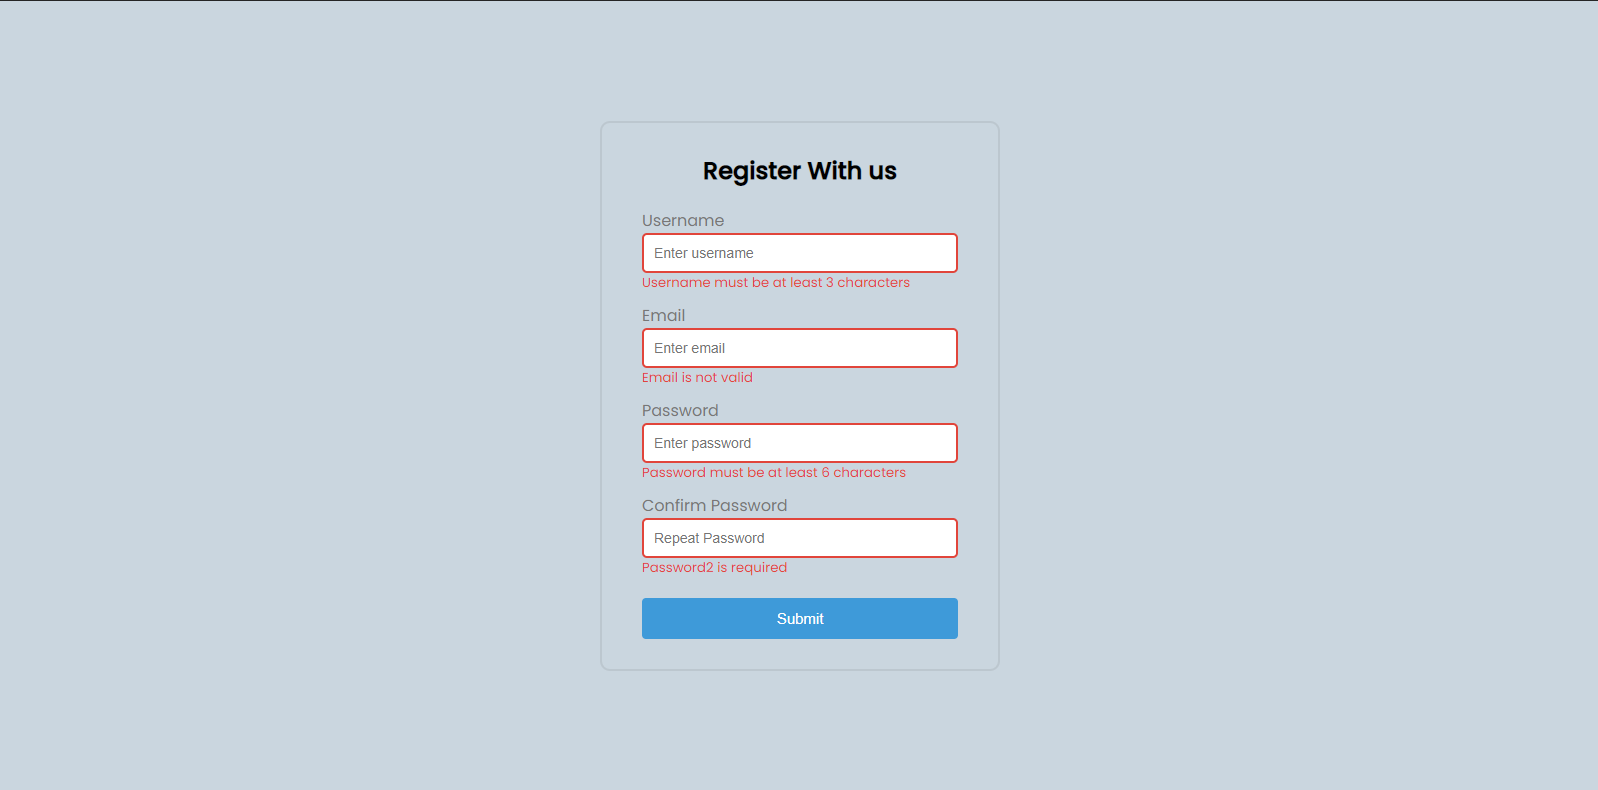 Register With us
Username
Enter username
Username must be at least 3 characters
Email
Enter email
Email is not valid
Password
Enter password
Password must be at least 6 characters
Confirm Password
Repeat Password
Password2 is required
Submit